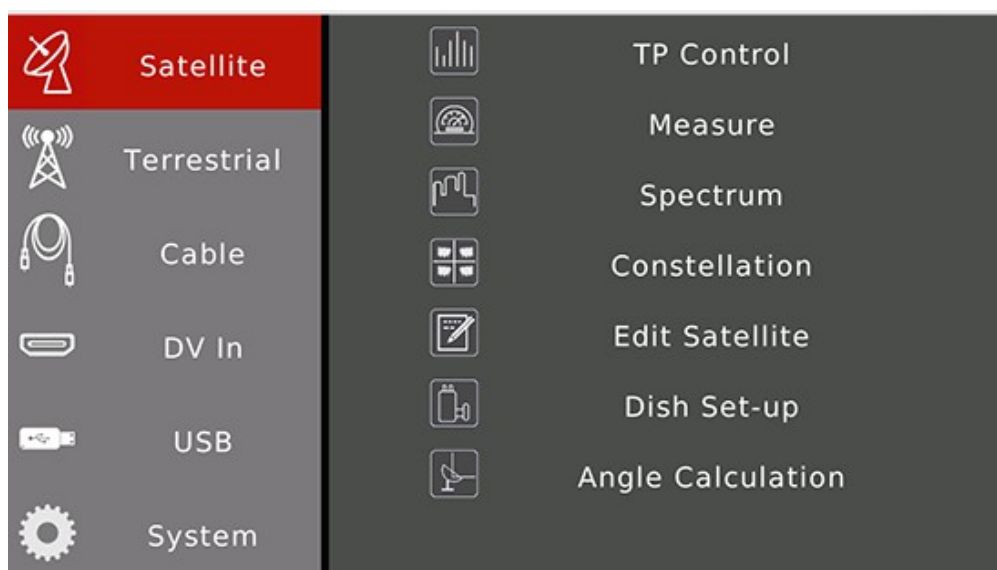 Satellite
Terrestrial
Cable
DV In
USB
System
TP Control
Measure
Spectrum
Constellation
Edit Satellite
Dish Set-up
Angle Calculation